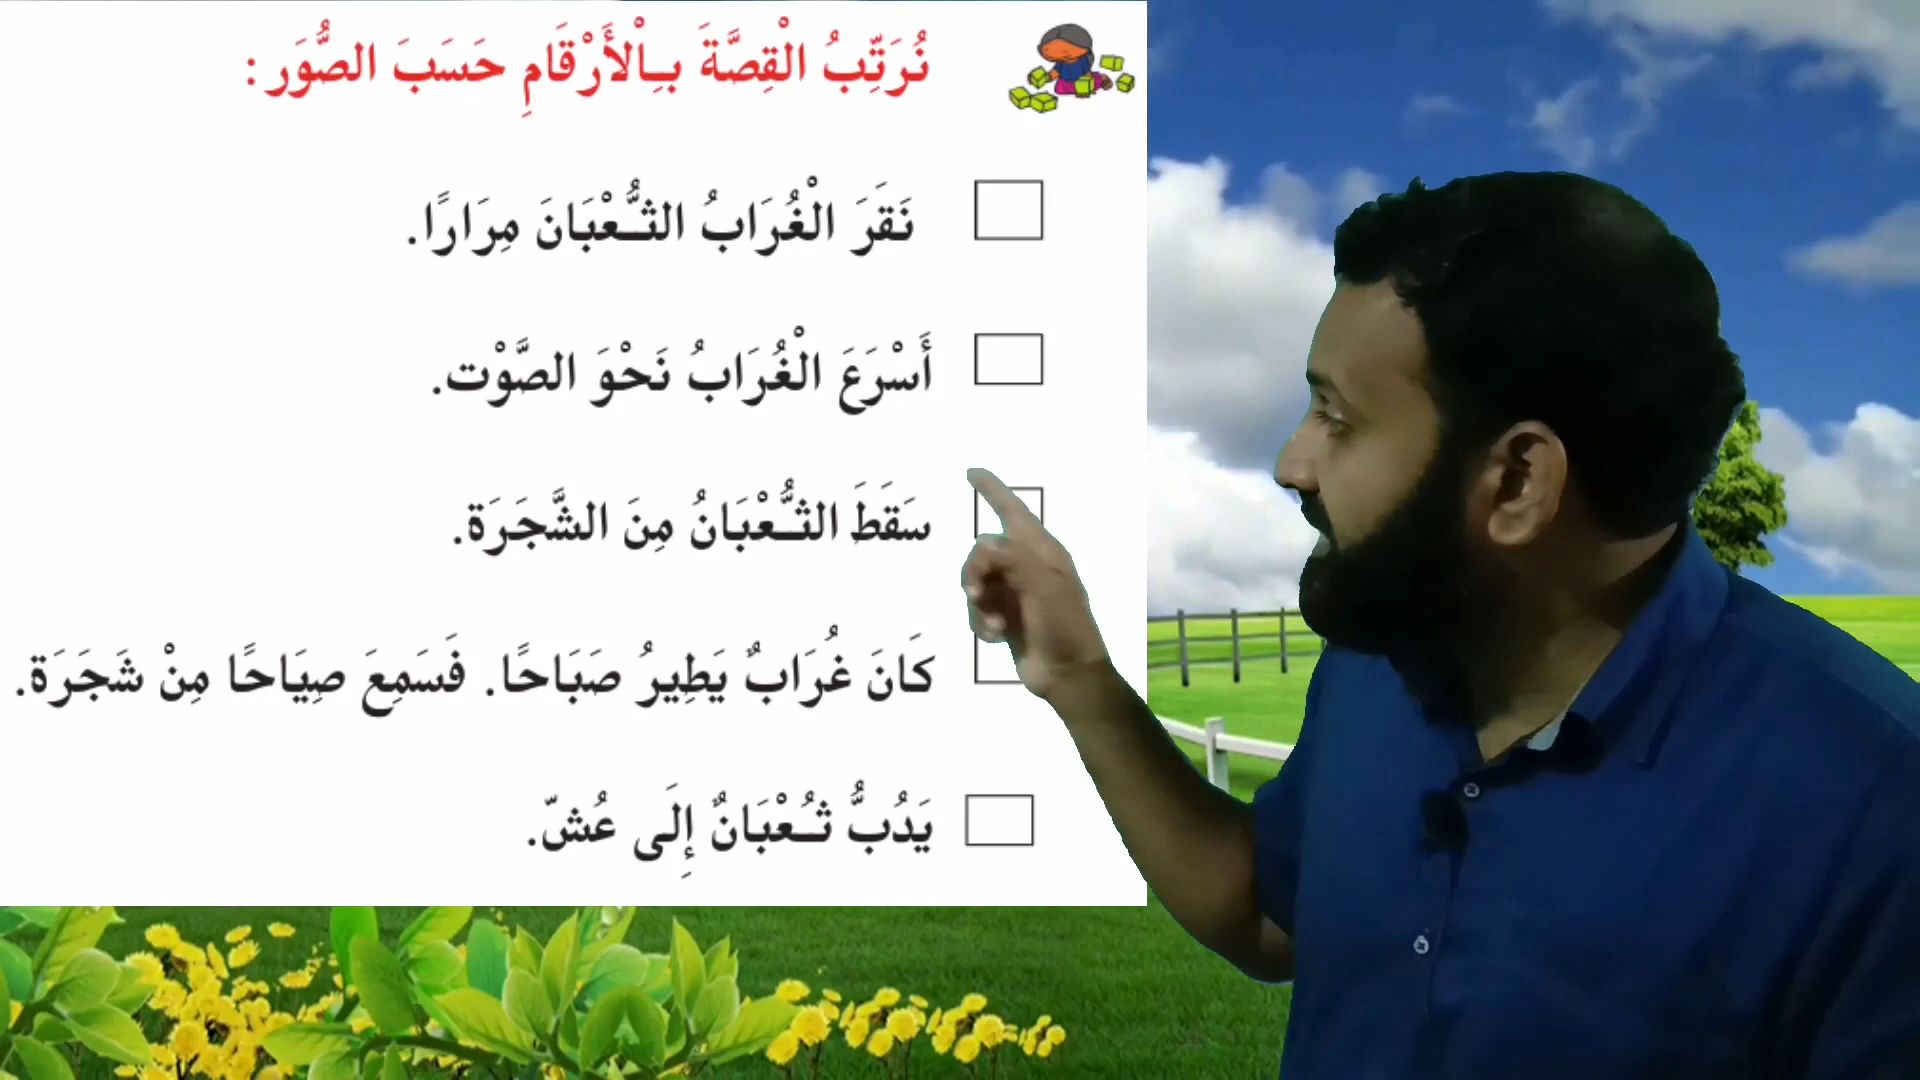 نُرَتِّبُ الْقِصَّةَ بِالْأَرْقَامِ حَسَبَ الصُّوَر :
نَقَرَ الْغُرَابُ الثُّعْبَانَ مِرَارًا.
أَسْرَعَ الْغُرَابُ نَحْوَ الصَّوْت.
سَقَطَ الثُّعْبَانُ مِنَ الشَّجَرَة.
كَانَ غُرَابٌ يَطِيرُ صَبَاحًا. فَسَمِعَ صِيَاحًا مِنْ شَجَرَة.
يَدُبُّ ثُعْبَانٌ إِلَى عُشّ.